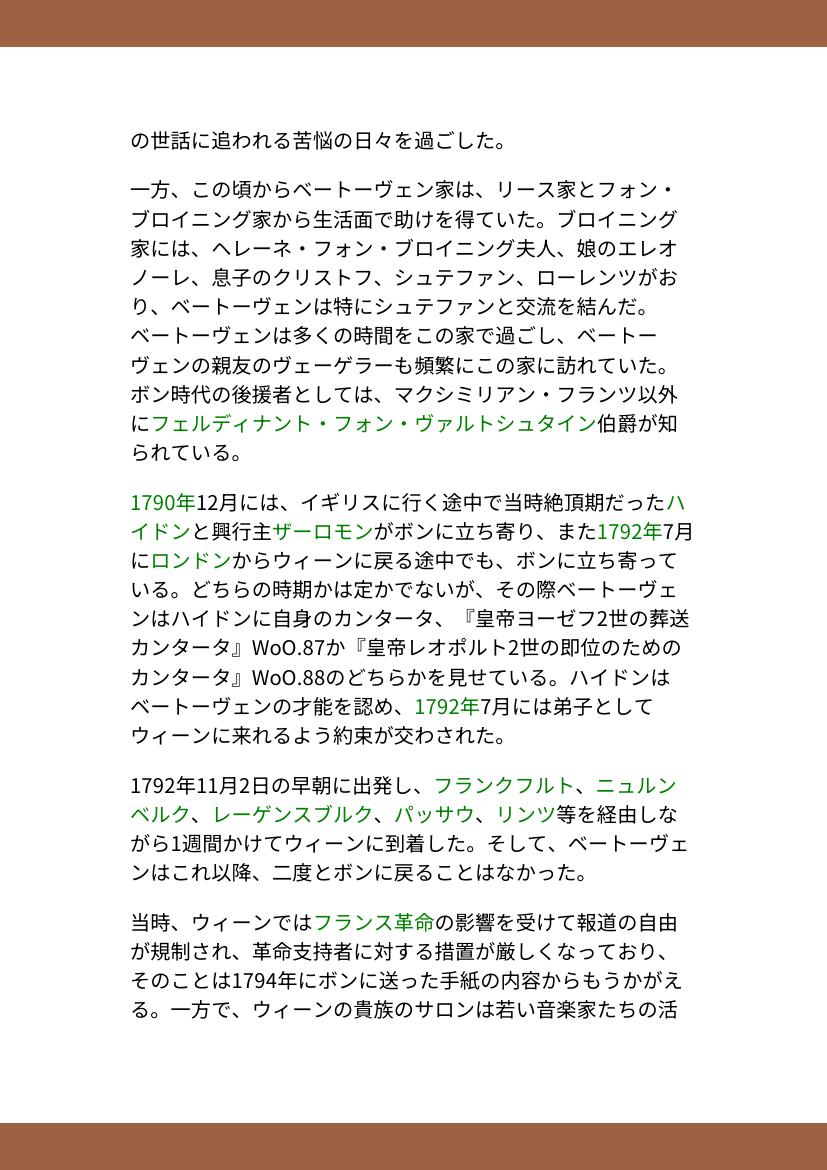 の世話に追われる苦悩の日々を過ごした。
一方、この頃からベートーヴェン家は、リース家とフォン・
ブロイニング家から生活面で助けを得ていた。ブロイニング
家には、ヘレーネ・フォン・ブロイニング夫人、娘のエレオ
ノーレ、息子のクリストフ、シュテファン、ローレンツがお
り、ベートーヴェンは特にシュテファンと交流を結んだ。
ベートーヴェンは多くの時間をこの家で過ごし、ベートー
ヴェンの親友のヴェーゲラーも頻繁にこの家に訪れていた。
ボン時代の後援者としては、マクシミリアン・フランツ以外
にフェルディナント・フォン・ヴァルトシュタイン伯爵が知
られている。
1790年12月には、イギリスに行く途中で当時絶頂期だったハ
イドンと興行主ザーロモンがボンに立ち寄り、また1792年7月
にロンドンからウィーンに戻る途中でも、ボンに立ち寄って
いる。どちらの時期かは定かでないが、その際ベートーヴェ
ンはハイドンに自身のカンタータ、『皇帝ヨーゼフ2世の葬送
カンタータ』WoO.87か『皇帝レオポルト2世の即位のための
カンタータ』WoO.88のどちらかを見せている。ハイドンは
ベートーヴェンの才能を認め、1792年7月には弟子として
ウィーンに来れるよう約束が交わされた。
1792年11月2日の早朝に出発し、フランクフルト、ニュルン
ベルク、レーゲンスブルク、パッサウ、リンツ等を経由しな
がら1週間かけてウィーンに到着した。そして、ベートーヴェ
ンはこれ以降、二度とボンに戻ることはなかった。
当時、ウィーンではフランス革命の影響を受けて報道の自由
が規制され、革命支持者に対する措置が厳しくなっており、
そのことは1794年にボンに送った手紙の内容からもうかがえ
る。一方で、ウィーンの貴族のサロンは若い音楽家たちの活